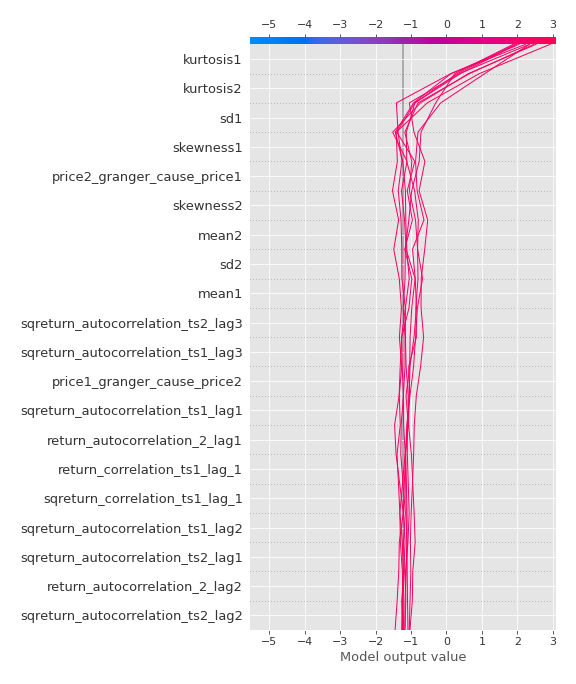 −5 −4 −3 −2 −1 0 1 2 3
kurtosis1
kurtosis2
sd1
skewness1
price2_granger_cause_price1
skewness2
mean2
sd2
mean1
sqreturn_autocorrelation_ts2_lag3
sqreturn_autocorrelation_ts1_lag3
price1_granger_cause_price2
sqreturn_autocorrelation_ts1_lag1
return_autocorrelation_2_lag1
return_correlation_ts1_lag_1
sqreturn_correlation_ts1_lag_1
sqreturn_autocorrelation_ts1_lag2
sqreturn_autocorrelation_ts2_lag1
return_autocorrelation_2_lag2
sqreturn_autocorrelation_ts2_lag2
−5 −4 −3 −2 −1 0 1 2 3
Model output value